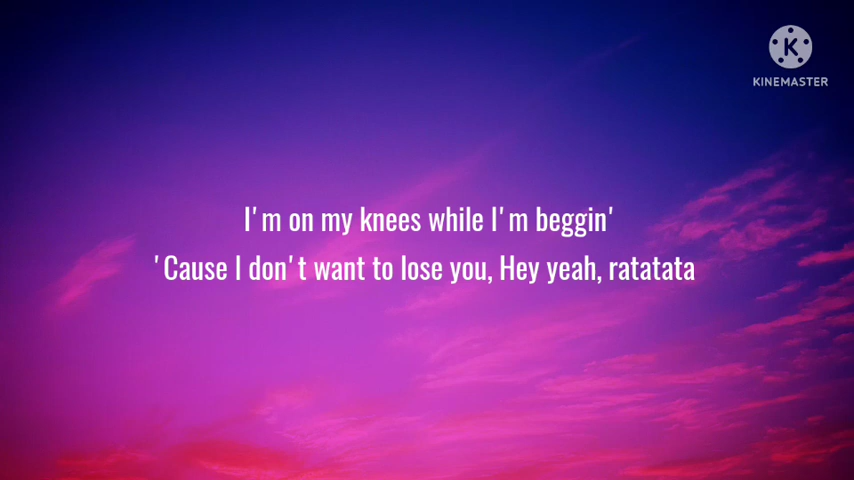 KINEMASTER
I'm on my knees while I'm beggin'
'Cause I don't want to lose you, Hey yeah, ratatata